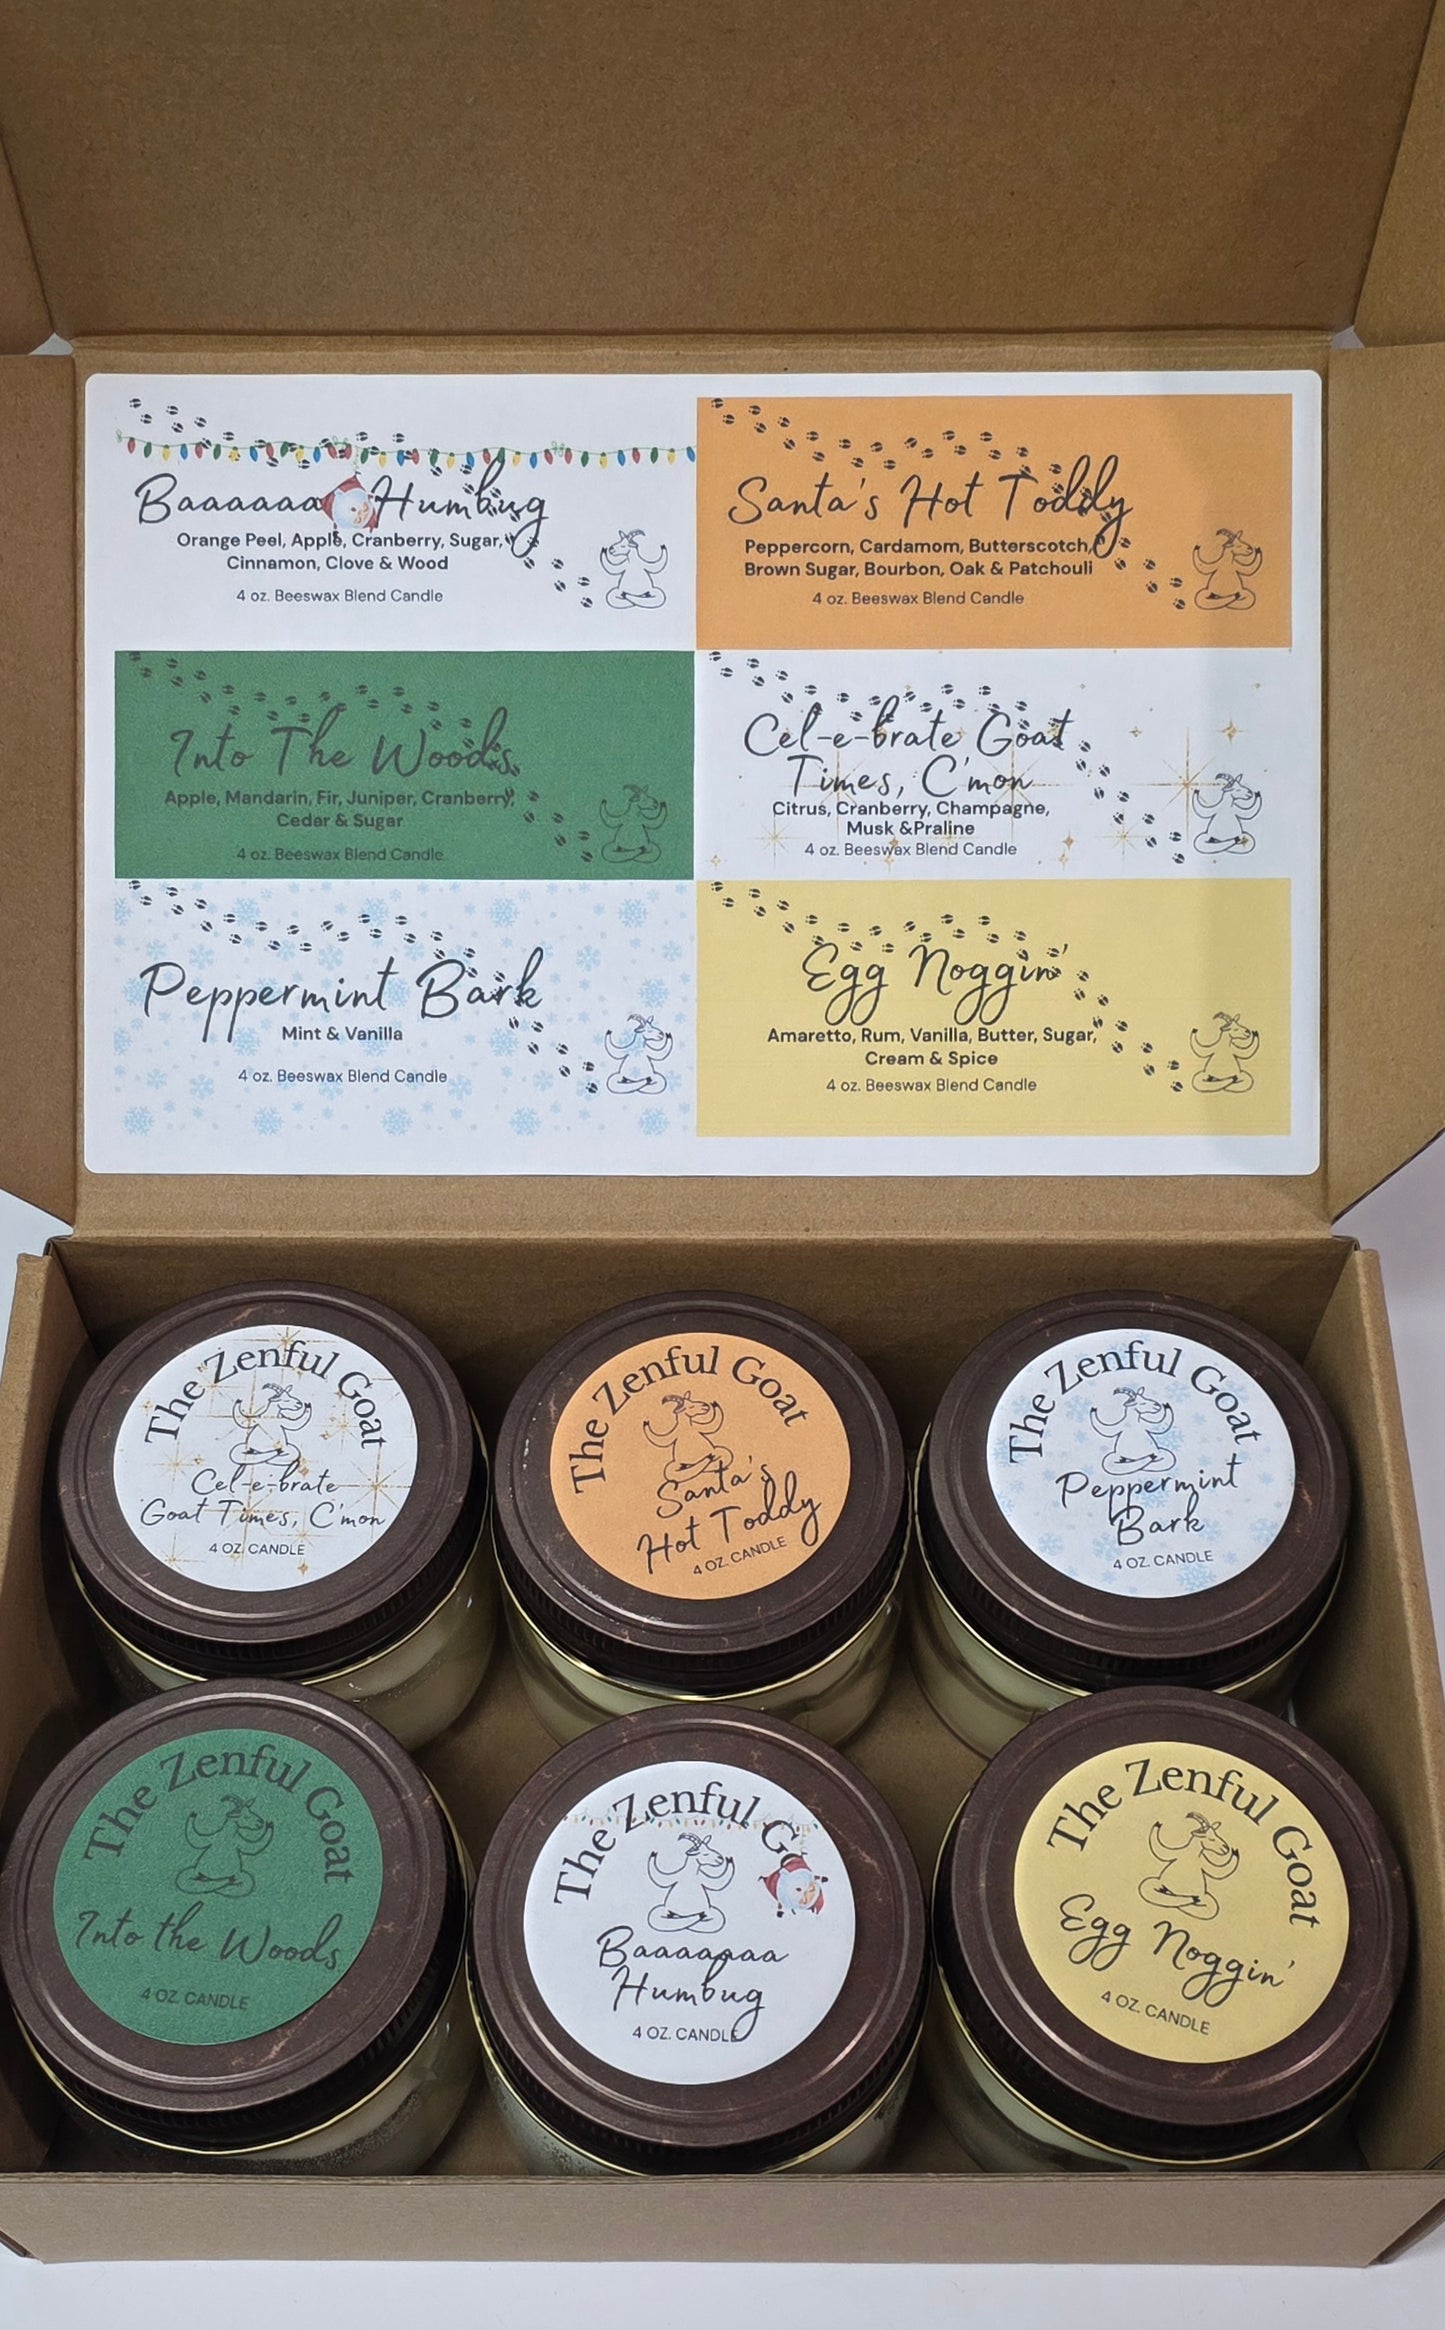 Baaaaaa Humbug
Orange Peel, Apple, Cranberry, Sugar,
Cinnamon, Clove & Wood
4 oz. Beeswax Blend Candle
Santa's Hot Toddy
Peppercorn, Cardamom, Butterscotch,
Brown Sugar, Bourbon, Oak & Patchouli
4 oz. Beeswax Blend Candle
Into The Woods
Apple, Mandarin, Fir, Juniper, Cranberry,
Cedar & Sugar
4 oz. Beeswax Blend Candle
Cel-e-brate Goat
Times, C'mon
Citrus, Cranberry, Champagne,
Musk &Praline
4 oz. Beeswax Blend Candle
Peppermint Bark
Mint & Vanilla
4 oz. Beeswax Blend Candle
Egg Noggin'
Amaretto, Rum, Vanilla, Butter, Sugar,
Cream & Spice
4 oz. Beeswax Blend Candle
The Zenful Goat
Cel-e-brate
Goat Times, C'mon
4 OZ. CANDLE
The Zenful Goat
Santa's
Hot Toddy
4 OZ. CANDLE
The Zenful Goat
Peppermint
Bark
4 OZ. CANDLE
The Zenful Goat
Into the Woods
4 OZ. CANDLE
The Zenful Goat
Baaaaaaa
Humbug
4 OZ. CANDLE
The Zenful Goat
Egg Noggin'
4 OZ. CANDLE